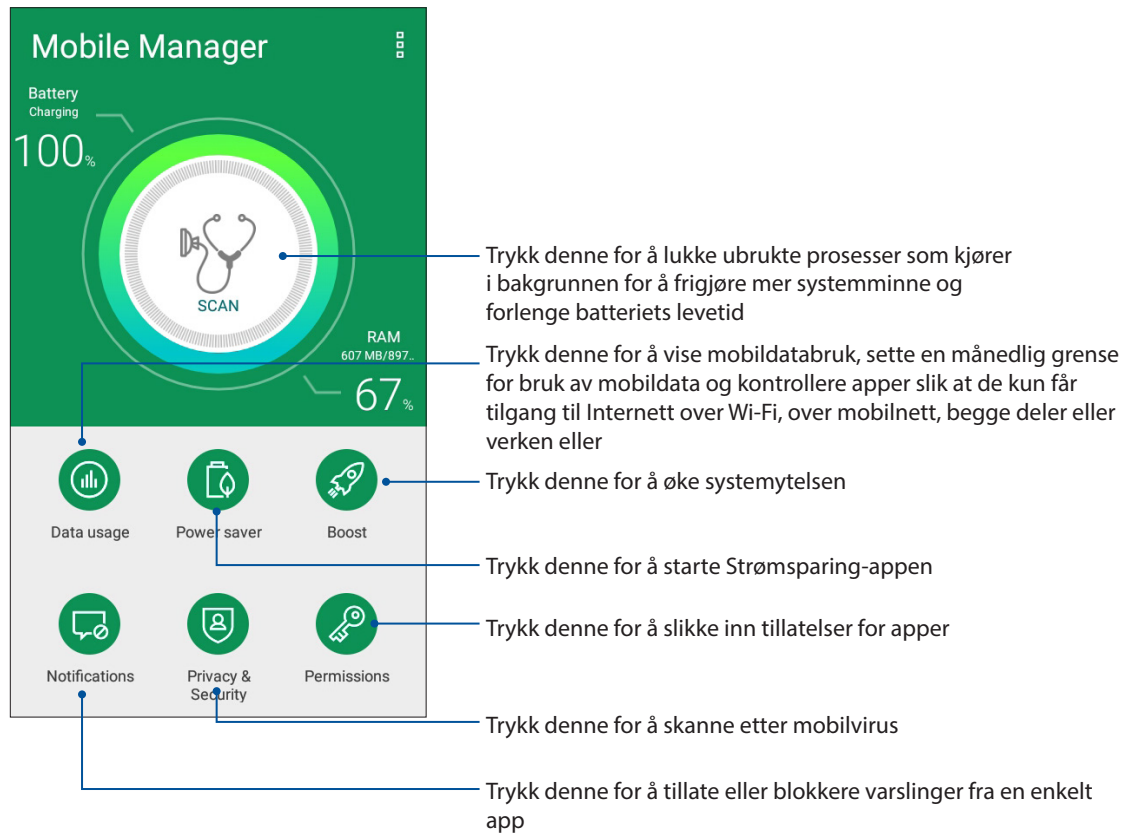 Mobile Manager
Battery
Charging
100%
SCAN
RAM
607 MB/897..
67%
Data usage
Power saver
Boost
Notifications
Privacy &
Security
Permissions
Trykk denne for å lukke ubrukte prosesser som kjører
i bakgrunnen for å frigjøre mer systemminne og
forlenge batteriets levetid
Trykk denne for å vise mobildatabruk, sette en månedlig grense
for bruk av mobildata og kontrollere apper slik at de kun får
tilgang til Internett over Wi-Fi, over mobilnett, begge deler eller
verken eller
Trykk denne for å øke systemytelsen
Trykk denne for å starte Strømsparing-appen
Trykk denne for å slikke inn tillatelser for apper
Trykk denne for å skanne etter mobilvirus
Trykk denne for å tillate eller blokkere varslinger fra en enkelt
app